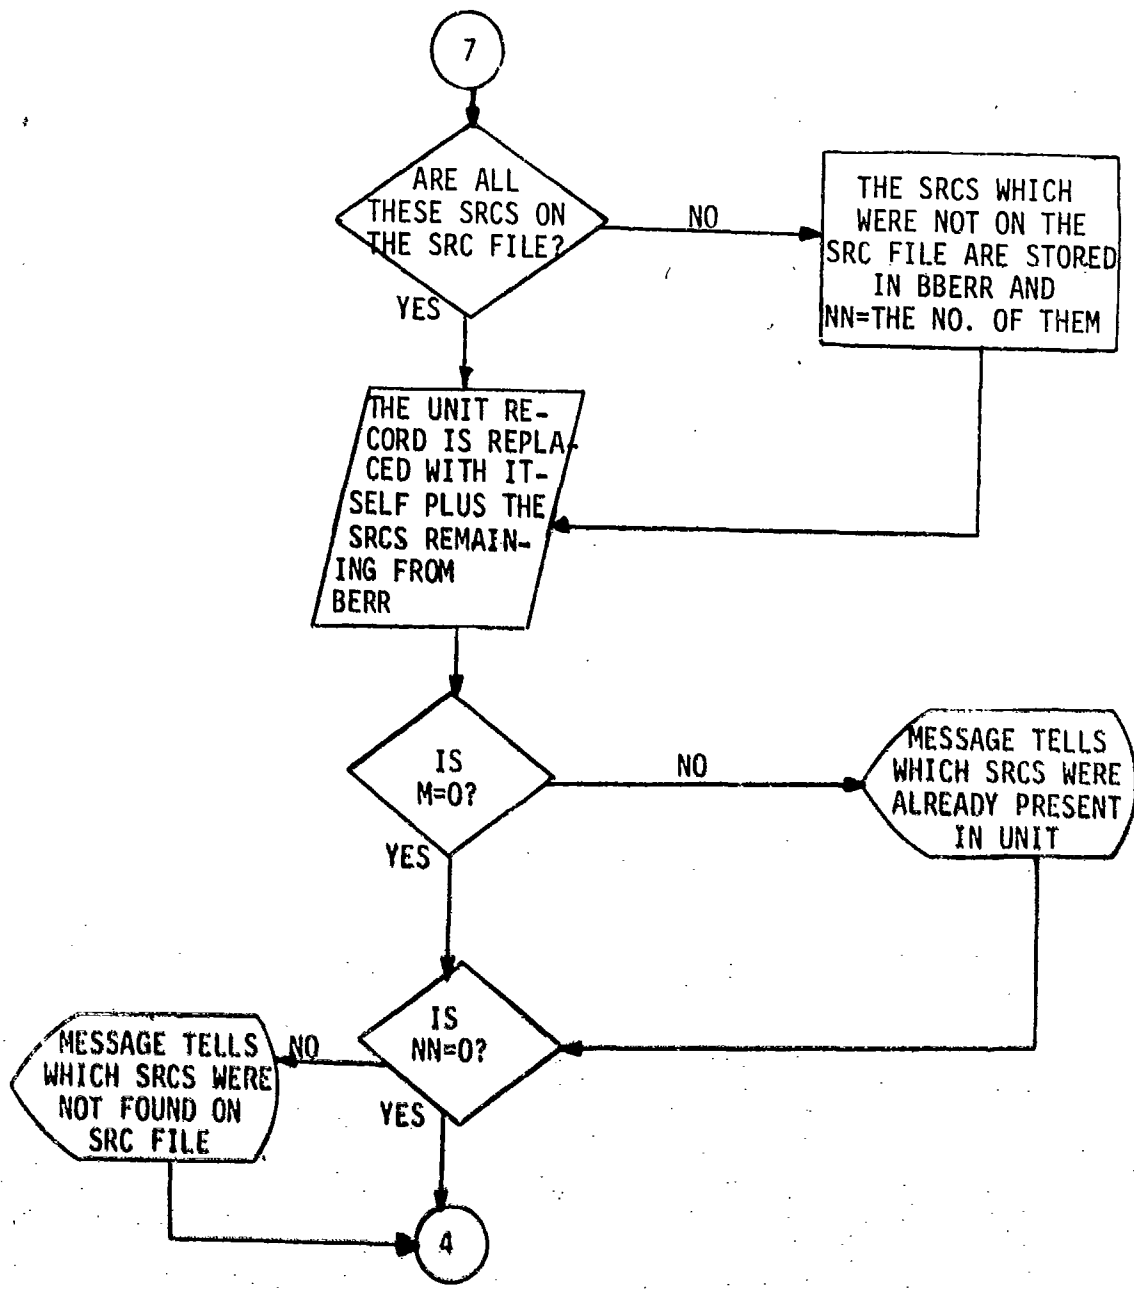 7
ARE ALL
THESE SRCS ON
THE SRC FILE?
NO
YES
THE SRCS WHICH
WERE NOT ON THE
SRC FILE ARE STORED
IN BBERR AND
NN=THE NO. OF THEM
THE UNIT RE-
CORD IS REPLA-
CED WITH IT-
SELF PLUS THE
SRCS REMAIN-
ING FROM
BERR
IS
M=0?
NO
YES
MESSAGE TELLS
WHICH SRCS WERE
ALREADY PRESENT
IN UNIT
IS
NN=0?
NO
YES
MESSAGE TELLS
WHICH SRCS WERE
NOT FOUND ON
SRC FILE
4